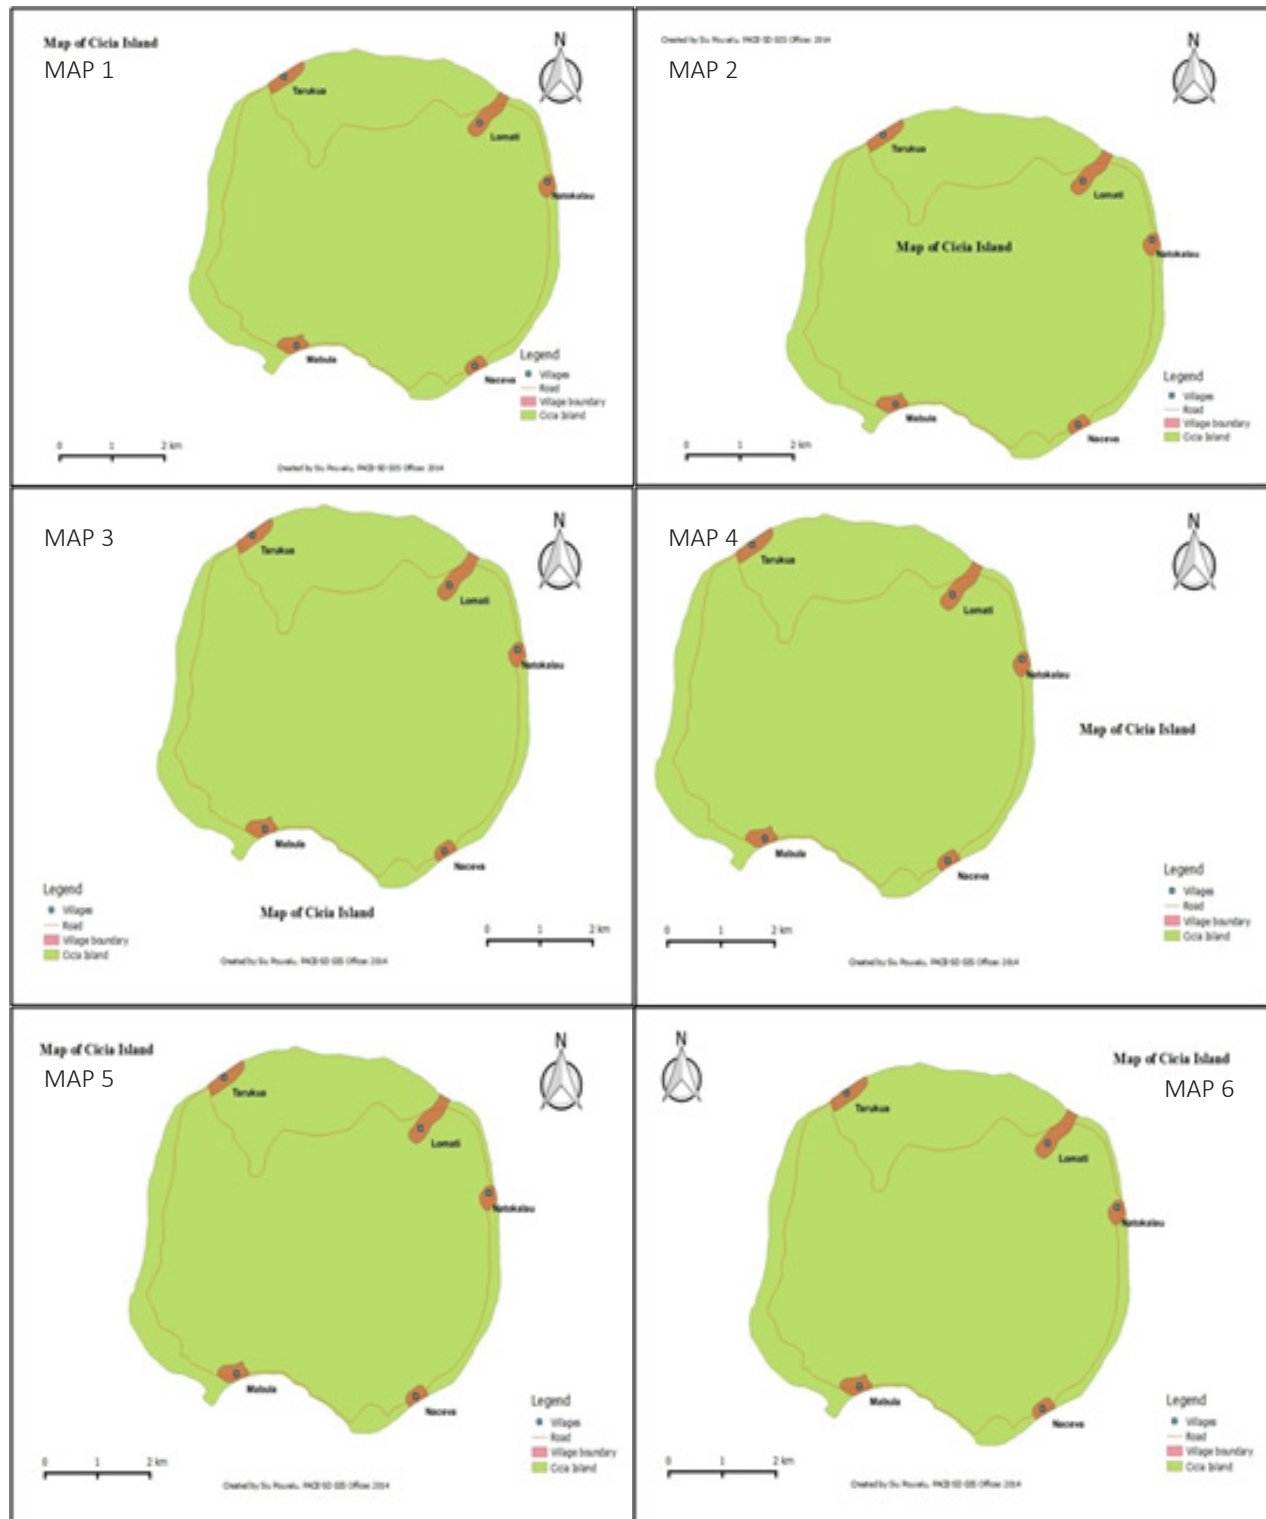 Map of Cicia Island
MAP 1
N
Tarukua
Lomati
Natokalau
Mabula
Naceva
Legend
Villages
Road
Village boundary
Cicia Island
0 1 2 km
Created by Siu PACE-SD GIS Officer 2014
Created by Siu PACE-SD GIS Officer 2014
MAP 2
N
Tarukua
Lomati
Map of Cicia Island
Natokalau
Mabula
Naceva
Legend
Villages
Road
Village boundary
Cicia Island
0 1 2 km
MAP 3
N
Tarukua
Lomati
Natokalau
Mabula
Naceva
Legend
Villages
Road
Village boundary
Cicia Island
Map of Cicia Island
0 1 2 km
Created by Siu PACE-SD GIS Officer 2014
MAP 4
N
Tarukua
Lomati
Natokalau
Map of Cicia Island
Mabula
Naceva
Legend
Villages
Road
Village boundary
Cicia Island
0 1 2 km
Created by Siu PACE-SD GIS Officer 2014
Map of Cicia Island
MAP 5
N
Tarukua
Lomati
Natokalau
Mabula
Naceva
Legend
Villages
Road
Village boundary
Cicia Island
0 1 2 km
Created by Siu PACE-SD GIS Officer 2014
N
Map of Cicia Island
MAP 6
Tarukua
Lomati
Natokalau
Mabula
Naceva
Legend
Villages
Road
Village boundary
Cicia Island
0 1 2 km
Created by Siu PACE-SD GIS Officer 2014